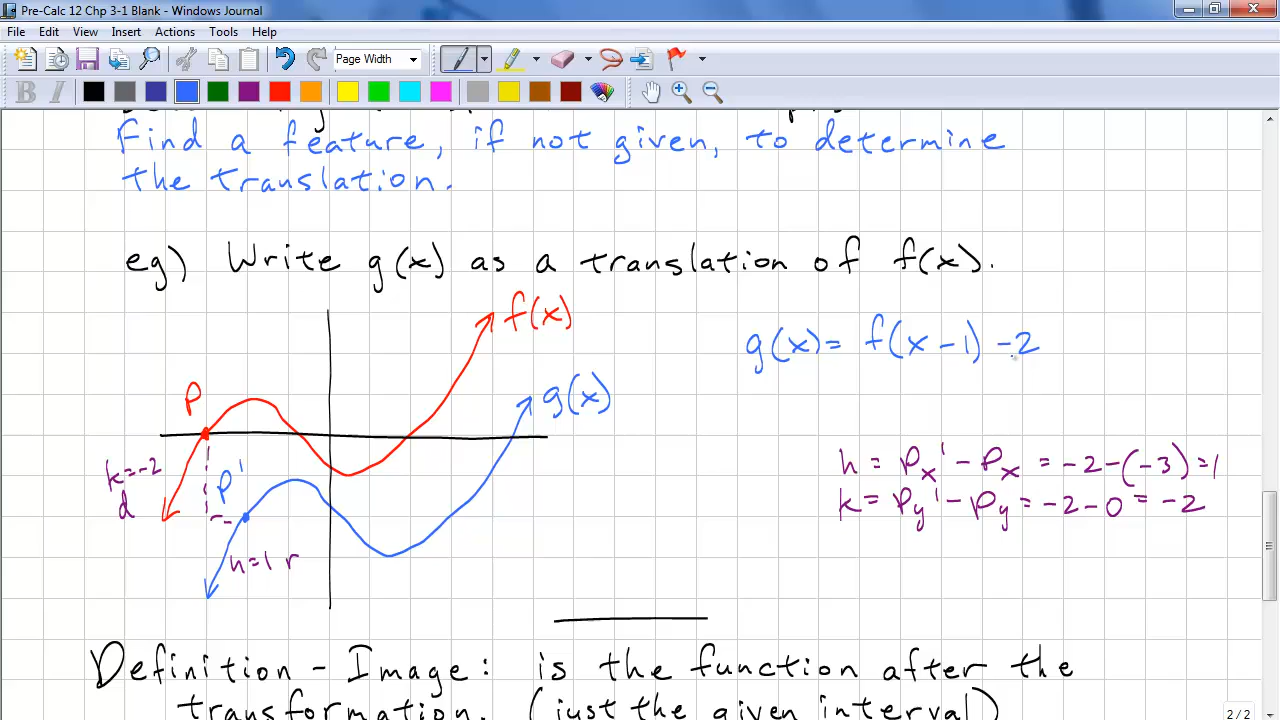 Pre-Calc 12 Chp 3-1 Blank - Windows Journal
File Edit View Insert Actions Tools Help
Page Width
B I
Find a feature, if not given, to determine
the translation.
eg) Write g(x) as a translation of f(x).
f(x)
g(x)= f(x-1) -2
P
g(x)
k=-2
d
P'
h = Px' - Px = -2-(-3)=1
k= Py' - Py = -2-0 = -2
h=1 r
Definition - Image: is the function after the
transformation. (just the given interval)
2/2